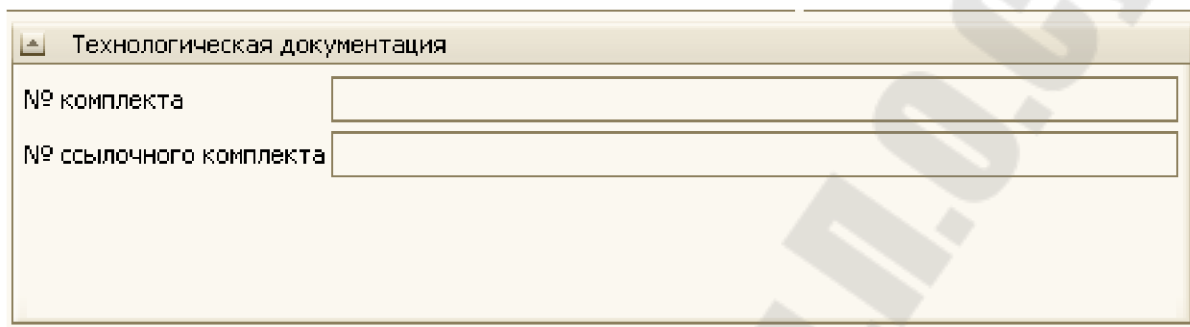 Технологическая документация
№ комплекта
№ ссылочного комплекта
П.О.С